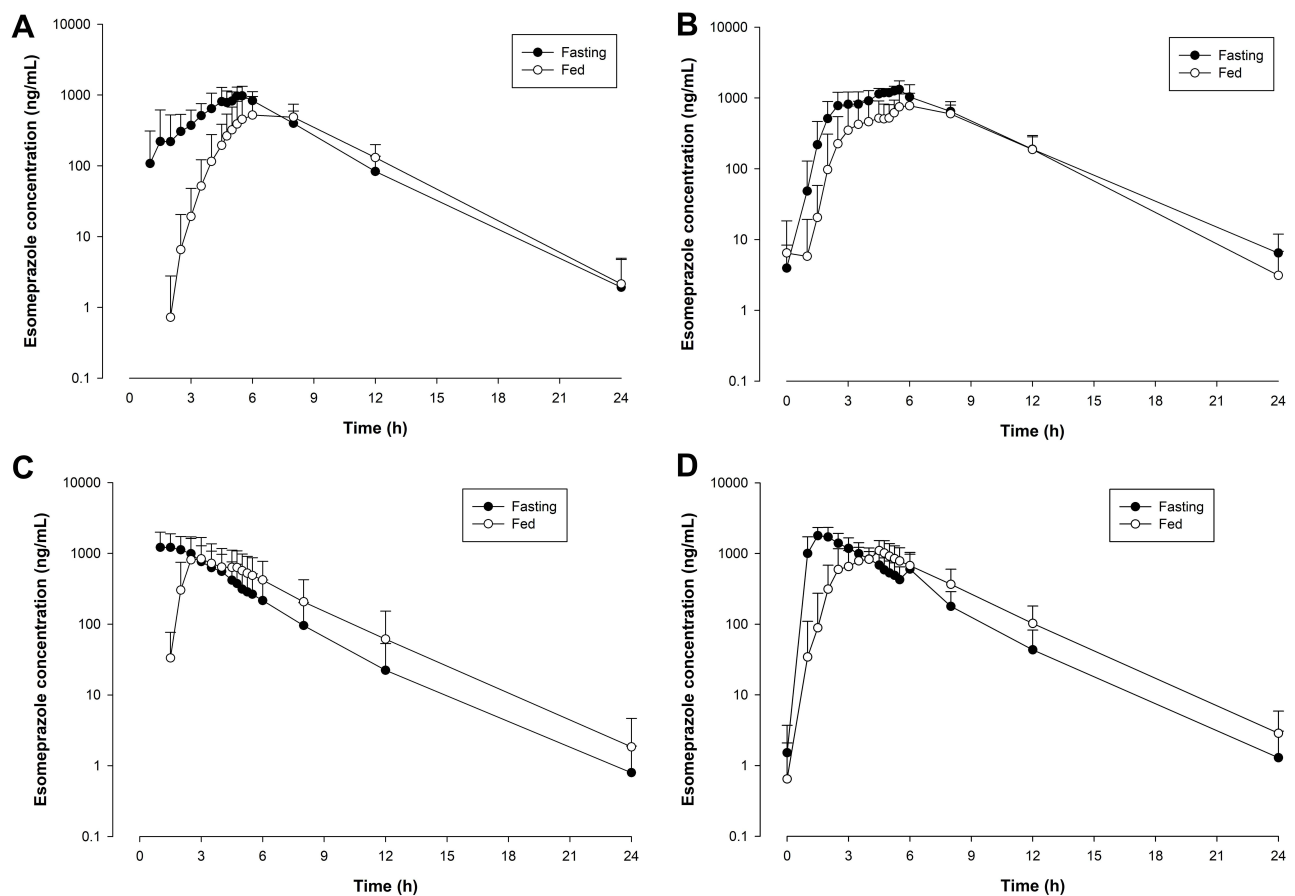 A
Esomeprazole concentration (ng/mL)
10000
1000
100
10
1
0.1
Fasting
Fed
0 3 6 9 12 15 18 21 24
Time (h)
B
Esomeprazole concentration (ng/mL)
10000
1000
100
10
1
0.1
Fasting
Fed
0 3 6 9 12 15 18 21 24
Time (h)
C
Esomeprazole concentration (ng/mL)
10000
1000
100
10
1
0.1
Fasting
Fed
0 3 6 9 12 15 18 21 24
Time (h)
D
Esomeprazole concentration (ng/mL)
10000
1000
100
10
1
0.1
Fasting
Fed
0 3 6 9 12 15 18 21 24
Time (h)